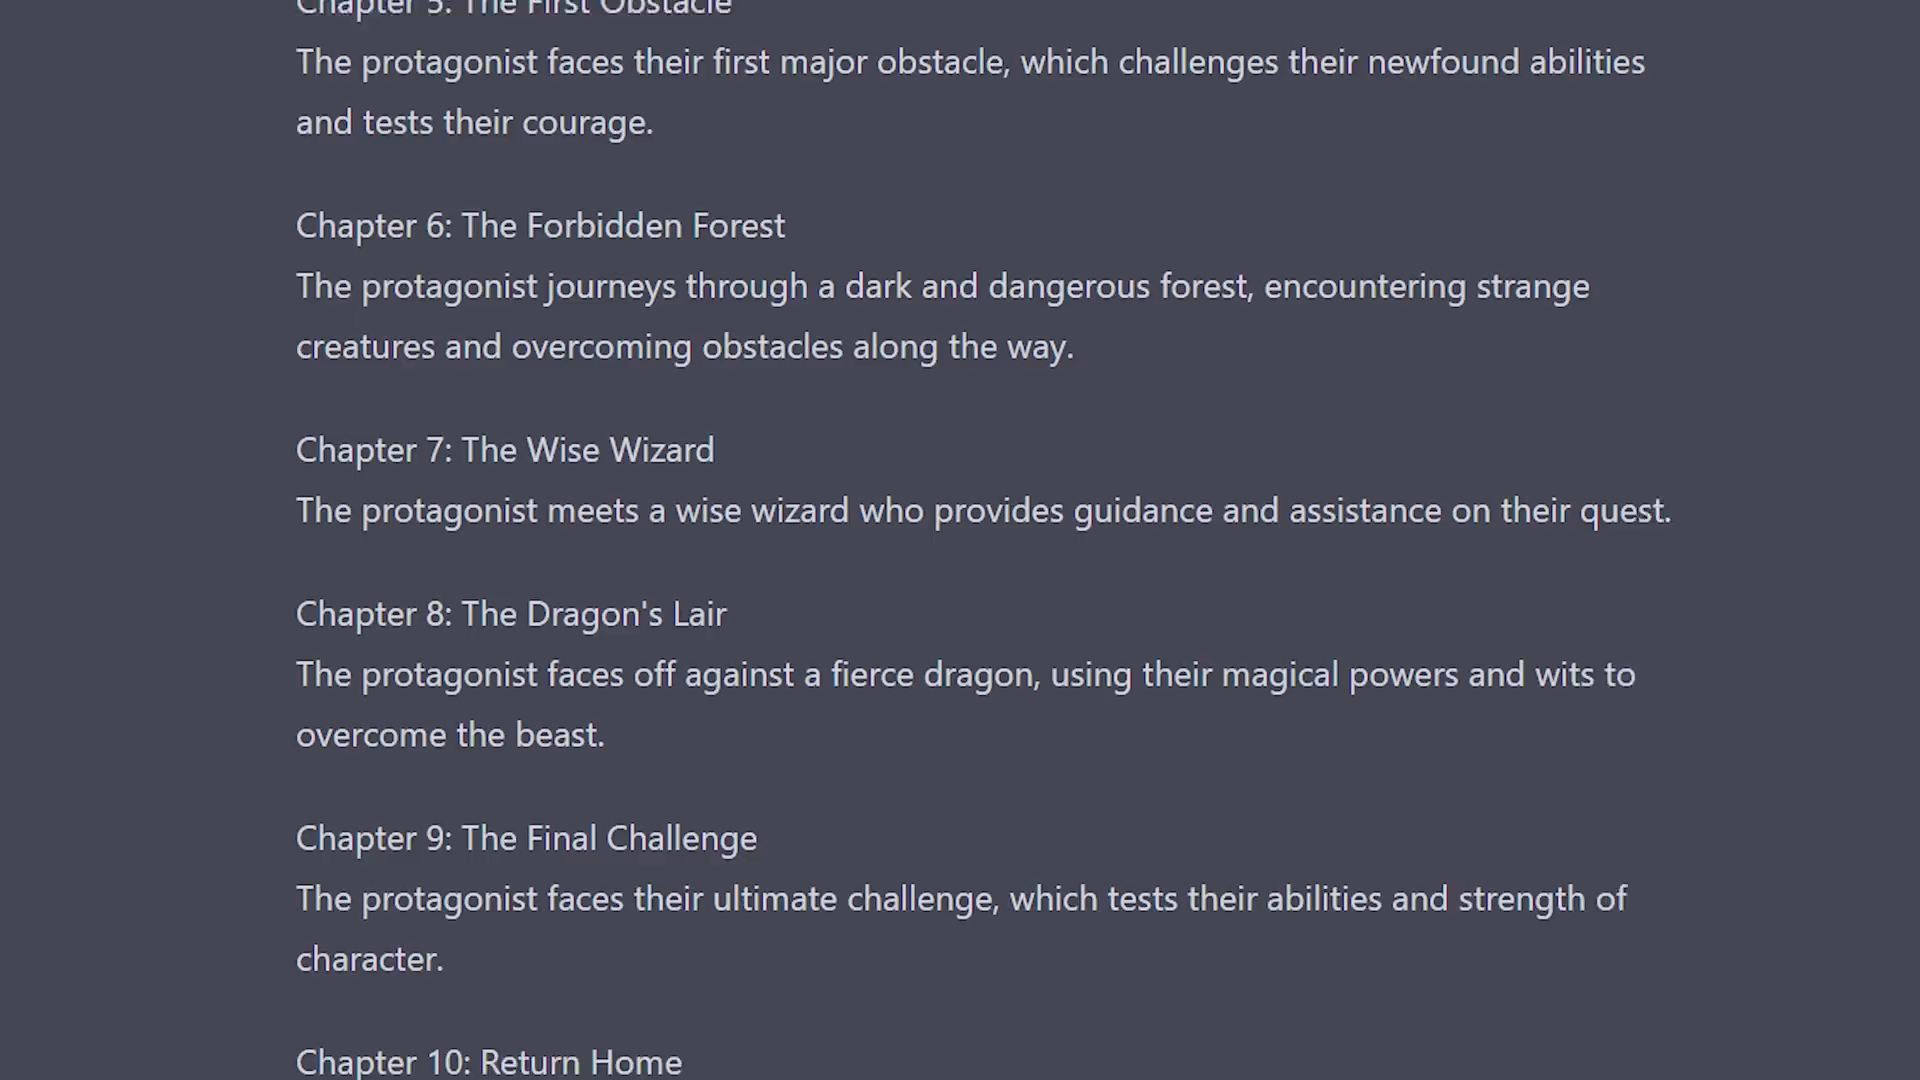 Chapter 5: The First Obstacle
The protagonist faces their first major obstacle, which challenges their newfound abilities
and tests their courage.
Chapter 6: The Forbidden Forest
The protagonist journeys through a dark and dangerous forest, encountering strange
creatures and overcoming obstacles along the way.
Chapter 7: The Wise Wizard
The protagonist meets a wise wizard who provides guidance and assistance on their quest.
Chapter 8: The Dragon's Lair
The protagonist faces off against a fierce dragon, using their magical powers and wits to
overcome the beast.
Chapter 9: The Final Challenge
The protagonist faces their ultimate challenge, which tests their abilities and strength of
character.
Chapter 10: Return Home